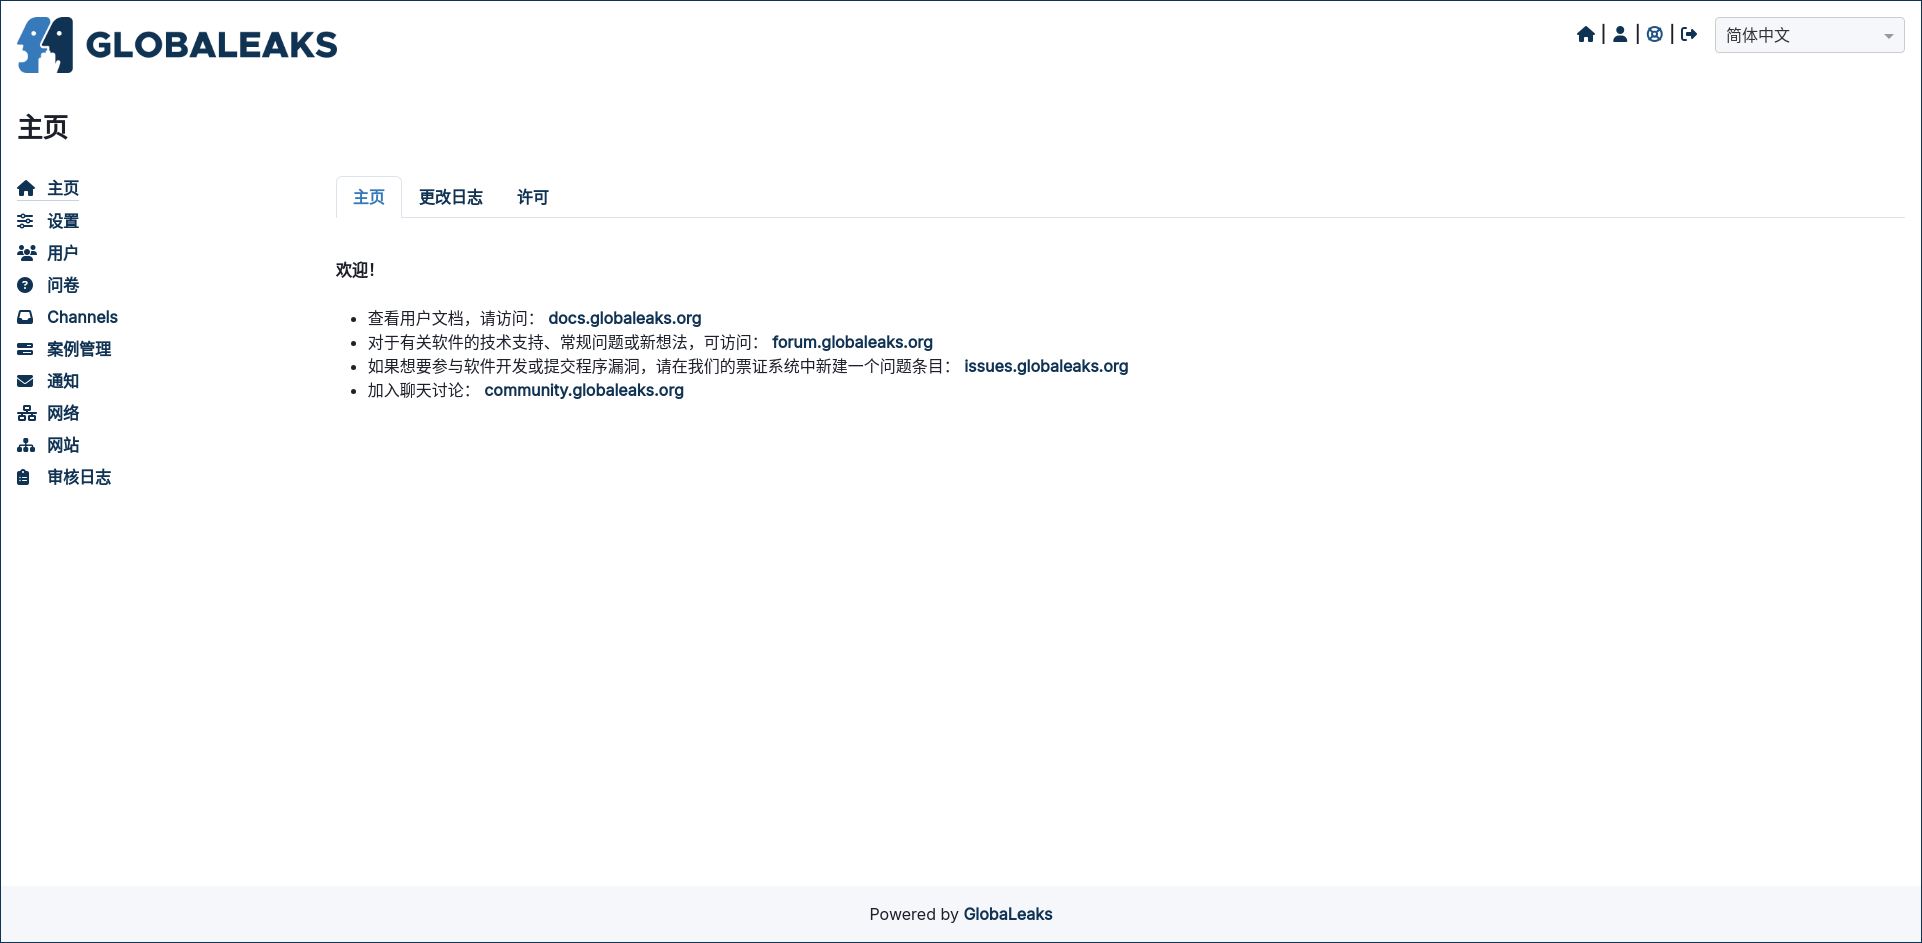 GLOBALEAKS
简体中文
主页
主页
设置
用户
问卷
Channels
案例管理
通知
网络
网站
审核日志
主页 更改日志 许可
欢迎！
查看用户文档，请访问： docs.globaleaks.org
对于有关软件的技术支持、常规问题或新想法，可访问： forum.globaleaks.org
如果想要参与软件开发或提交程序漏洞，请在我们的票证系统中新建一个问题条目： issues.globaleaks.org
加入聊天讨论： community.globaleaks.org
Powered by GlobaLeaks